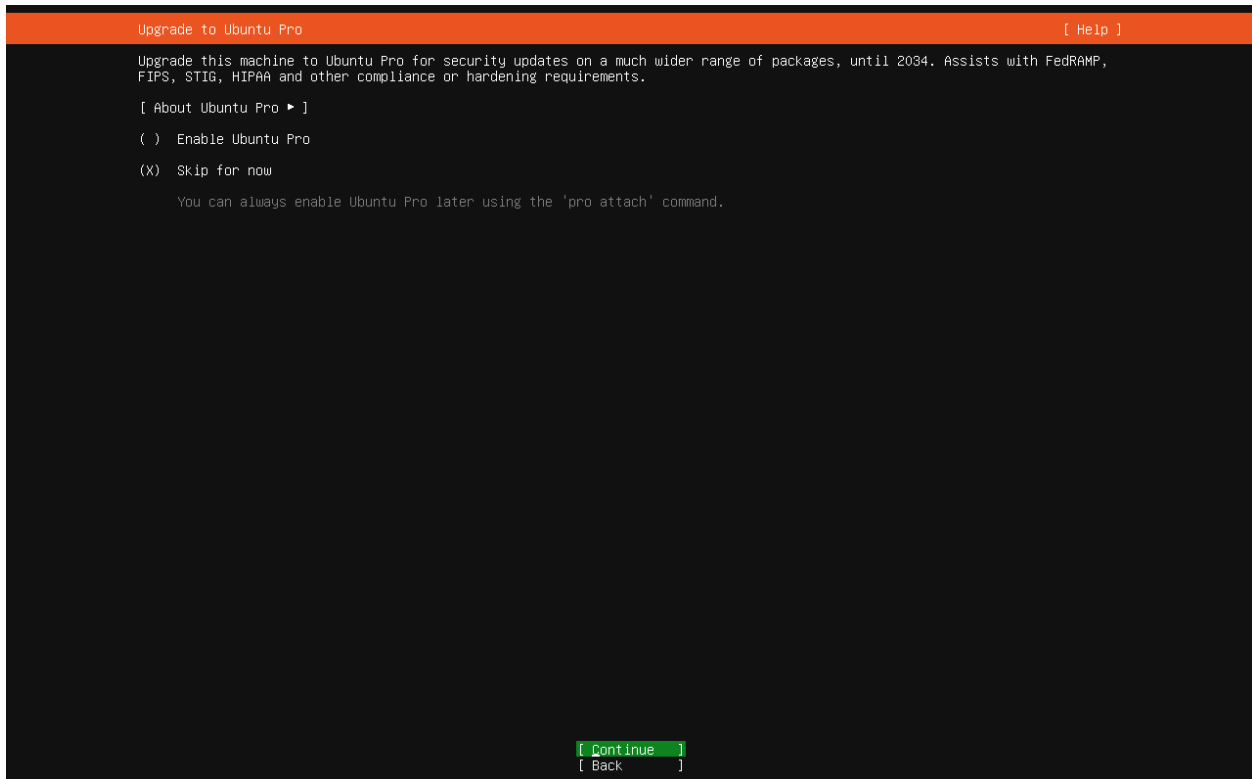 Upgrade to Ubuntu Pro [ Help ]
Upgrade this machine to Ubuntu Pro for security updates on a much wider range of packages, until 2034. Assists with FedRAMP,
FIPS, STIG, HIPAA and other compliance or hardening requirements.
[ About Ubuntu Pro ► ]
( ) Enable Ubuntu Pro
(X) Skip for now
You can always enable Ubuntu Pro later using the 'pro attach' command.
[ Continue ]
[ Back ]